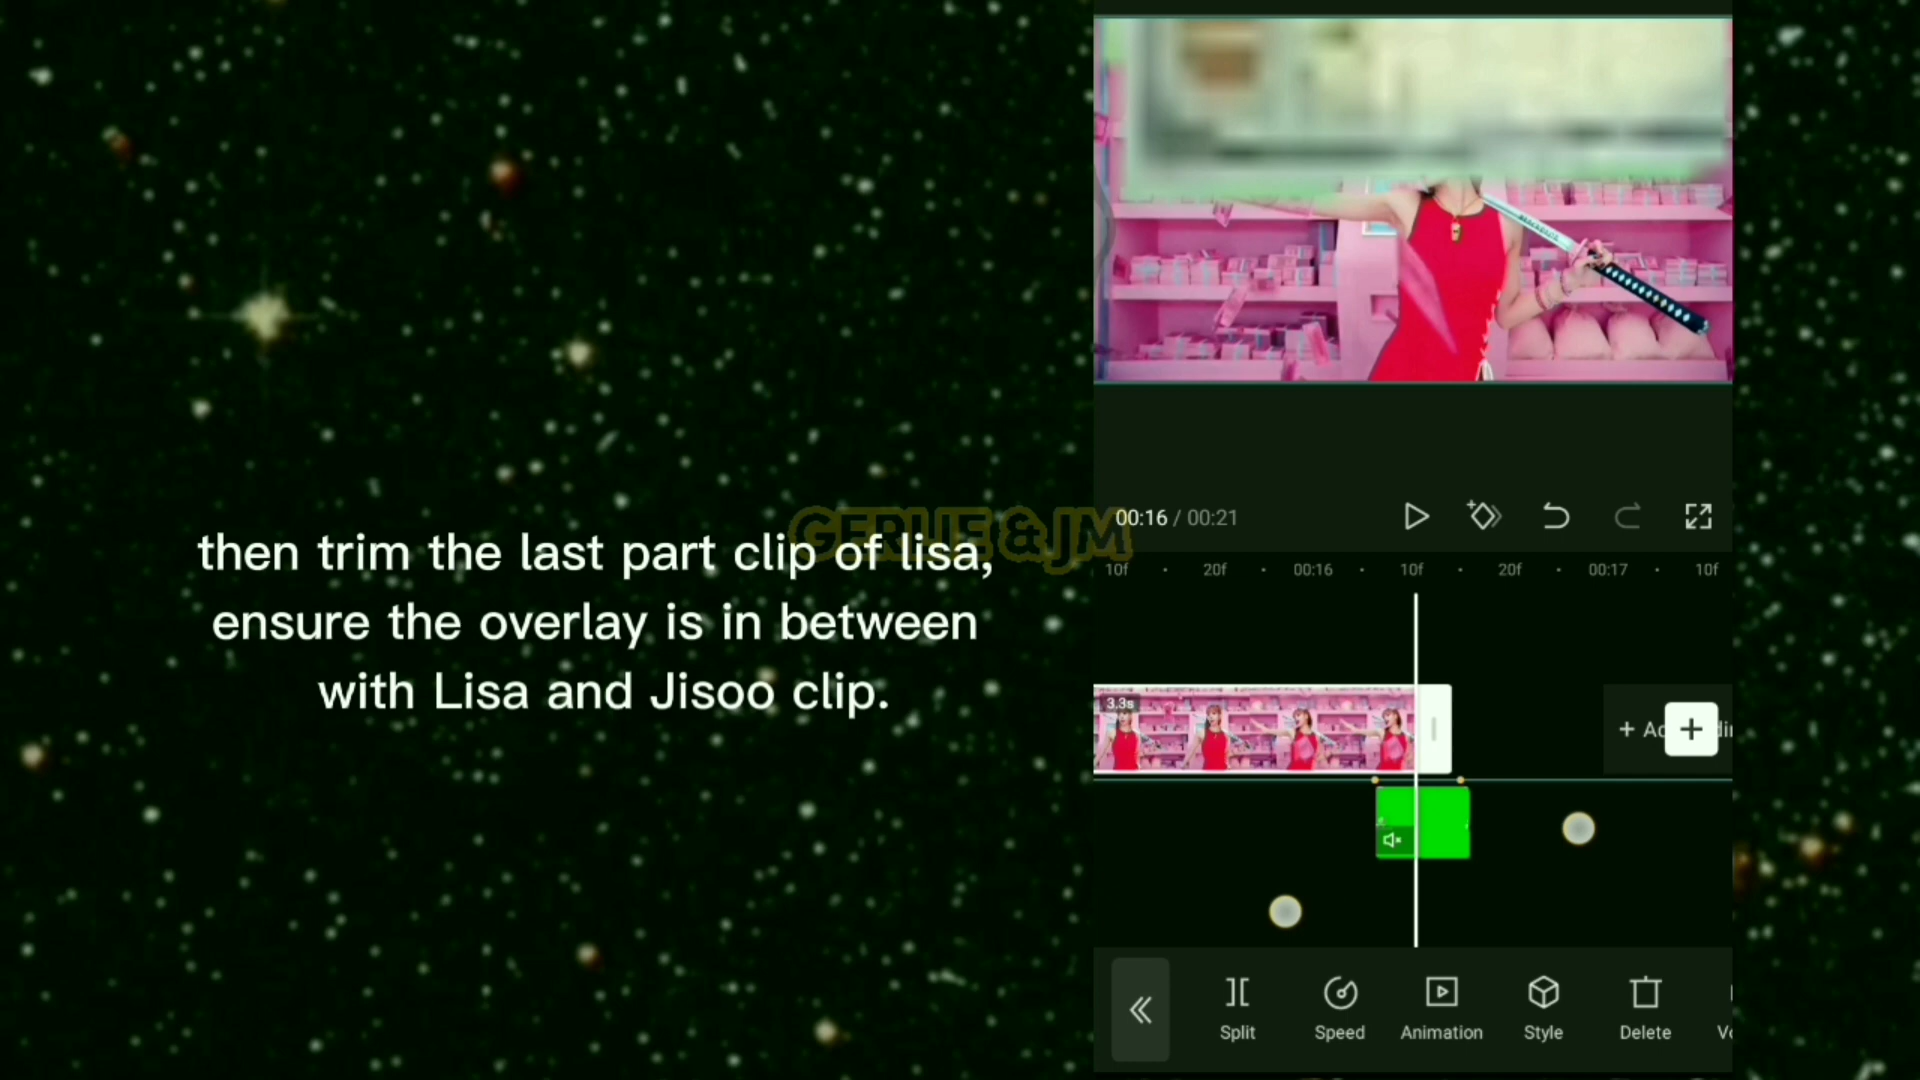 then trim the last part clip of lisa,
ensure the overlay is in between
with Lisa and Jisoo clip.
GERLIE & JM
00:16 / 00:21
10f · 20f · 00:16 · 10f · 20f · 00:17 · 10f
3.3s
+ Ad
Split Speed Animation Style Delete